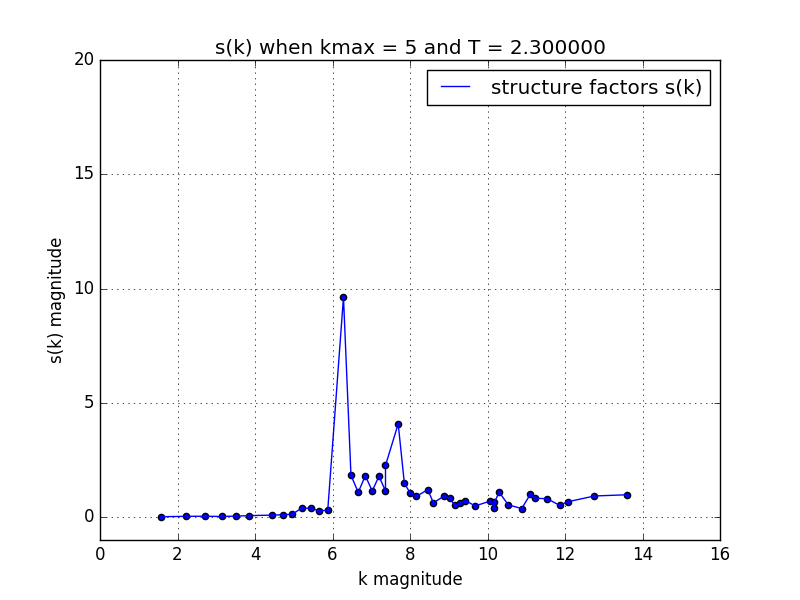 s(k) when kmax = 5 and T = 2.300000
structure factors s(k)
s(k) magnitude
20
15
10
5
0
0 2 4 6 8 10 12 14 16
k magnitude